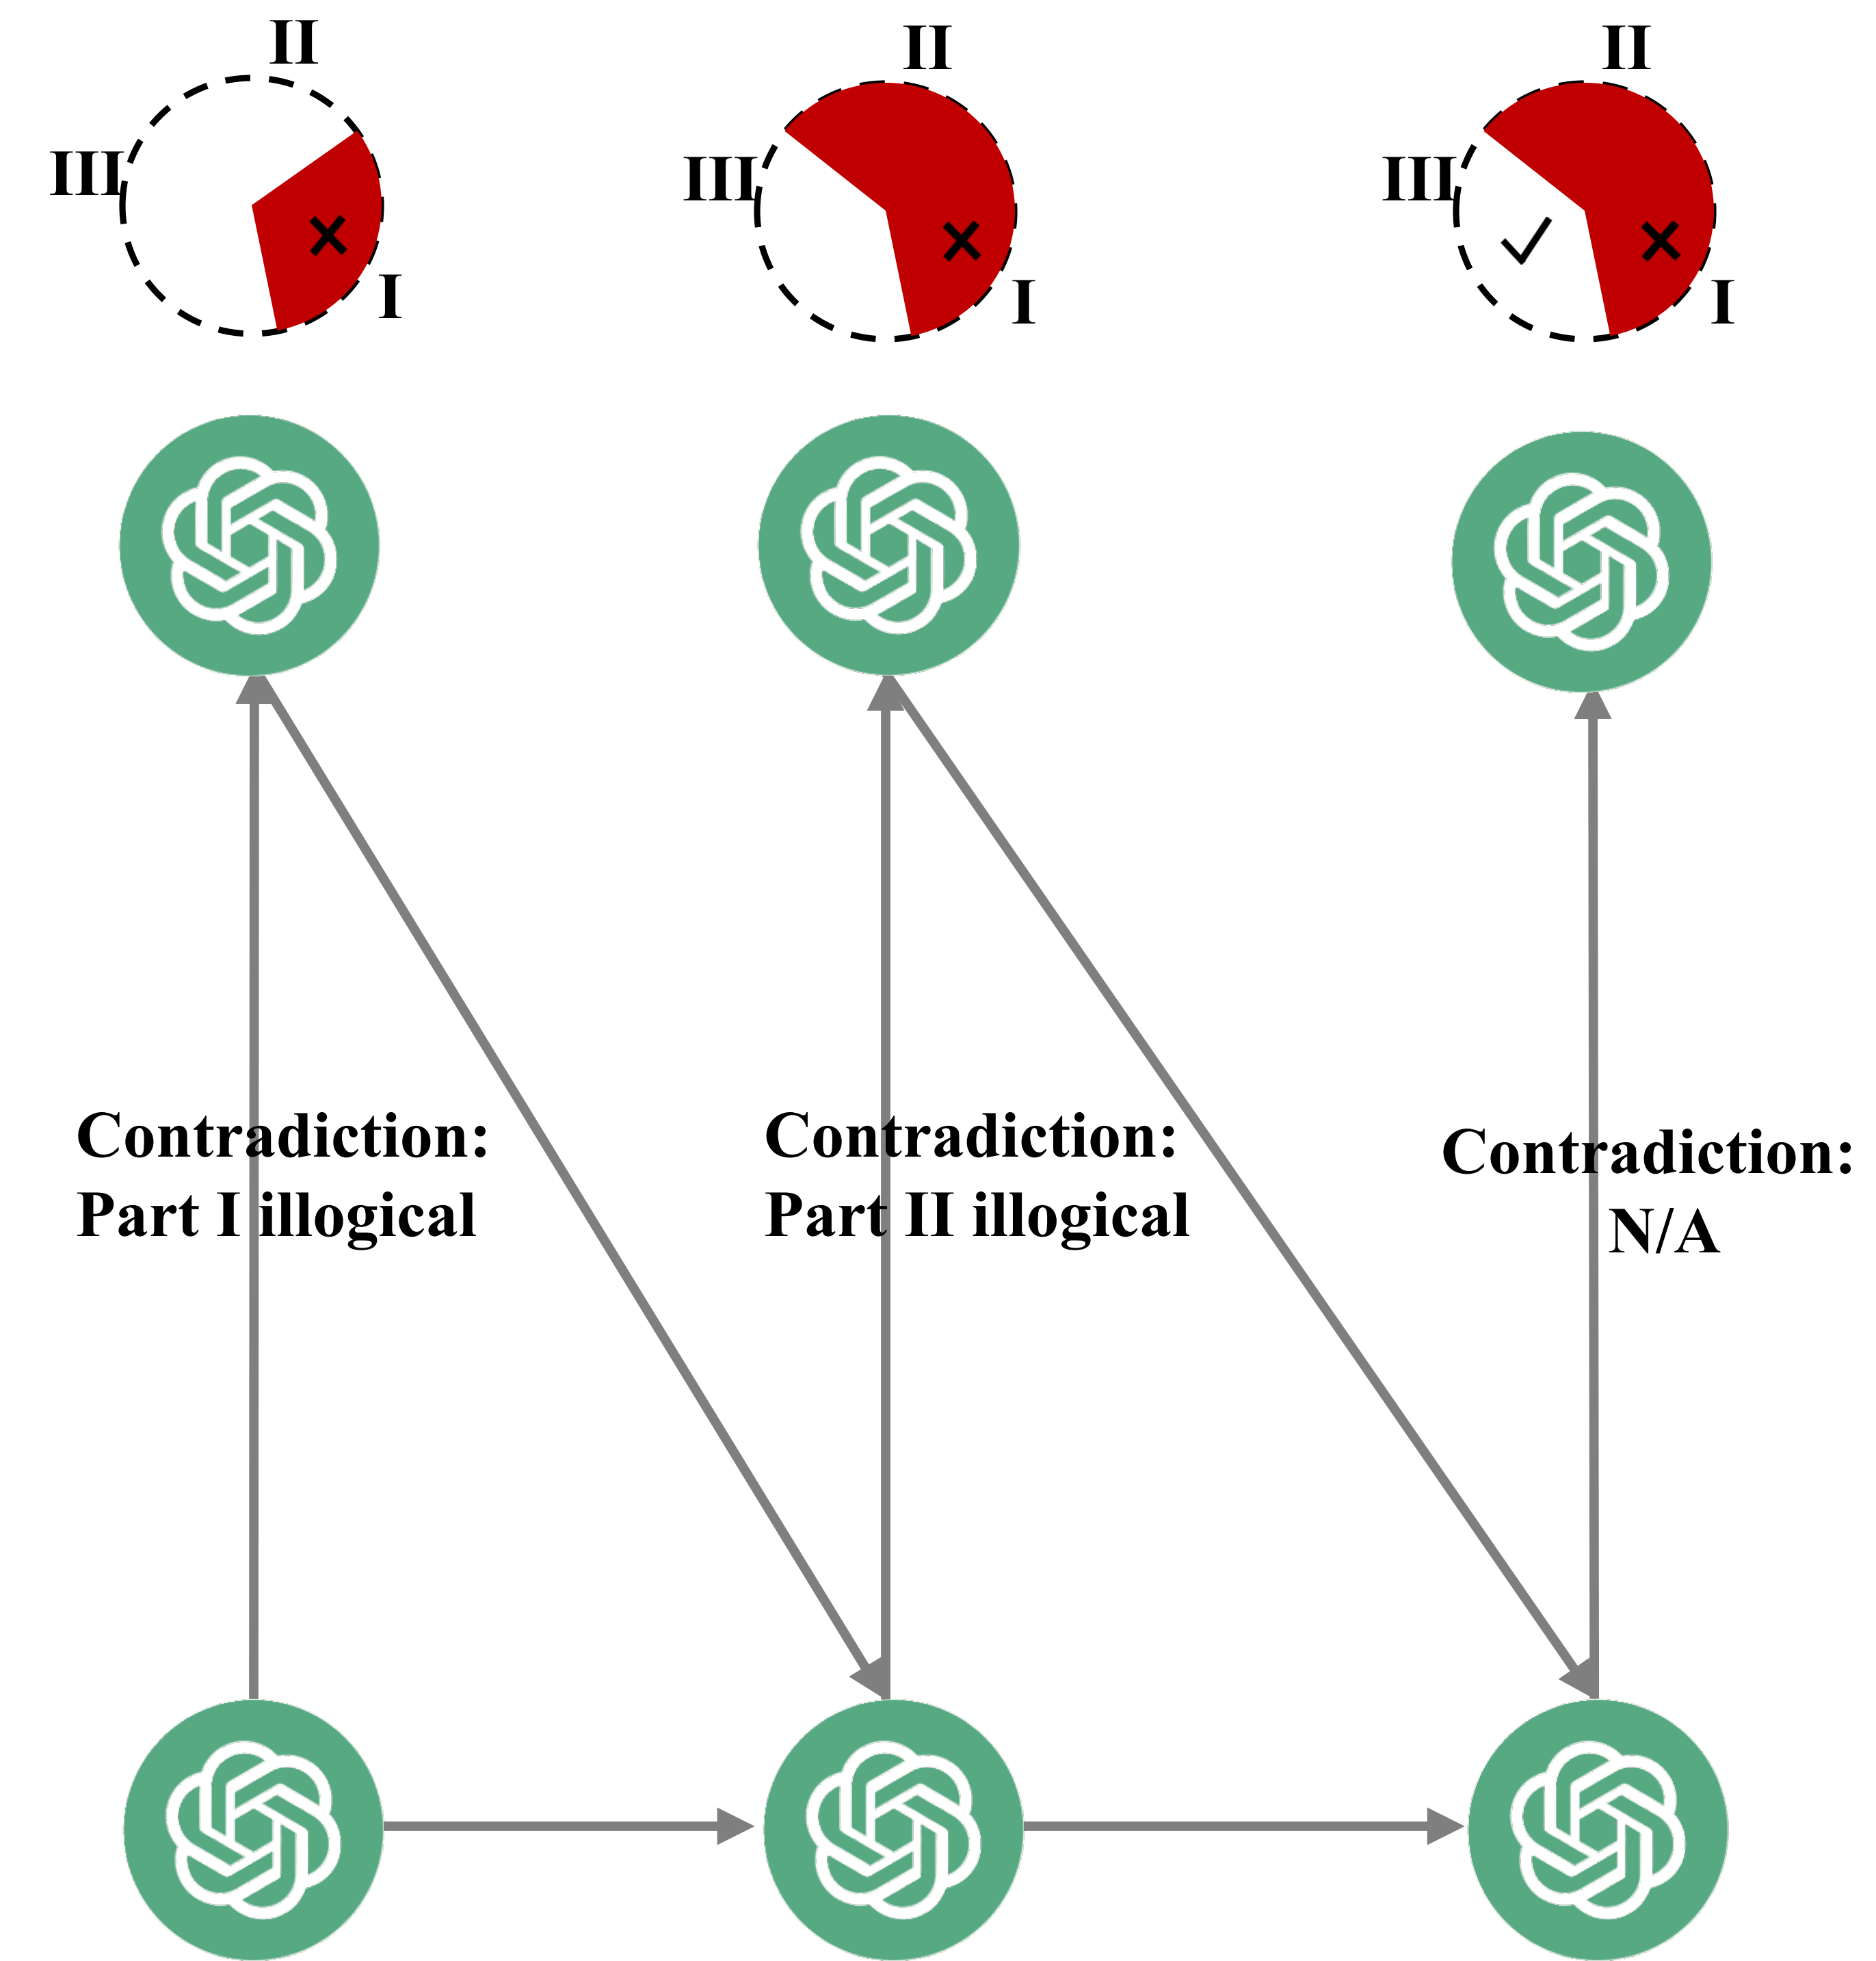 II
III
I
II
III
I
II
III
I
Contradiction:
Part I illogical
Contradiction:
Part II illogical
Contradiction:
N/A